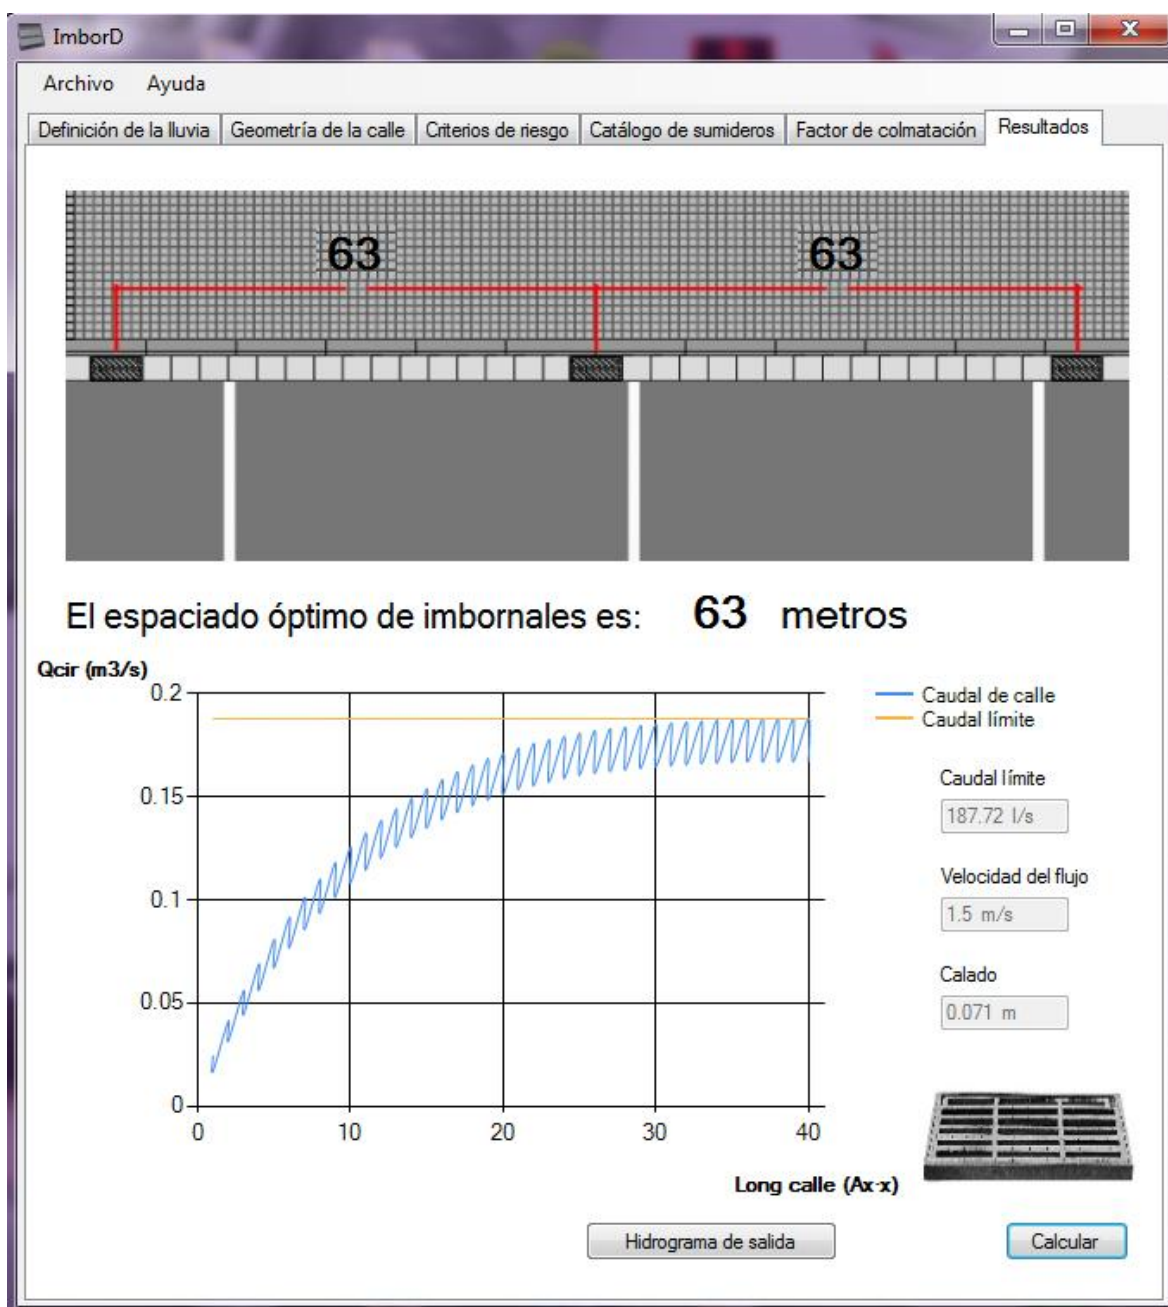 ImborD
Archivo Ayuda
Definición de la lluvia Geometría de la calle Criterios de riesgo Catálogo de sumideros Factor de colmatación Resultados
63 63
El espaciado óptimo de imbornales es: 63 metros
Qcir (m3/s)
0.2
0.15
0.1
0.05
0
0 10 20 30 40
Long calle (Ax·x)
Caudal de calle
Caudal límite
Caudal límite
187.72 l/s
Velocidad del flujo
1.5 m/s
Calado
0.071 m
Hidrograma de salida Calcular